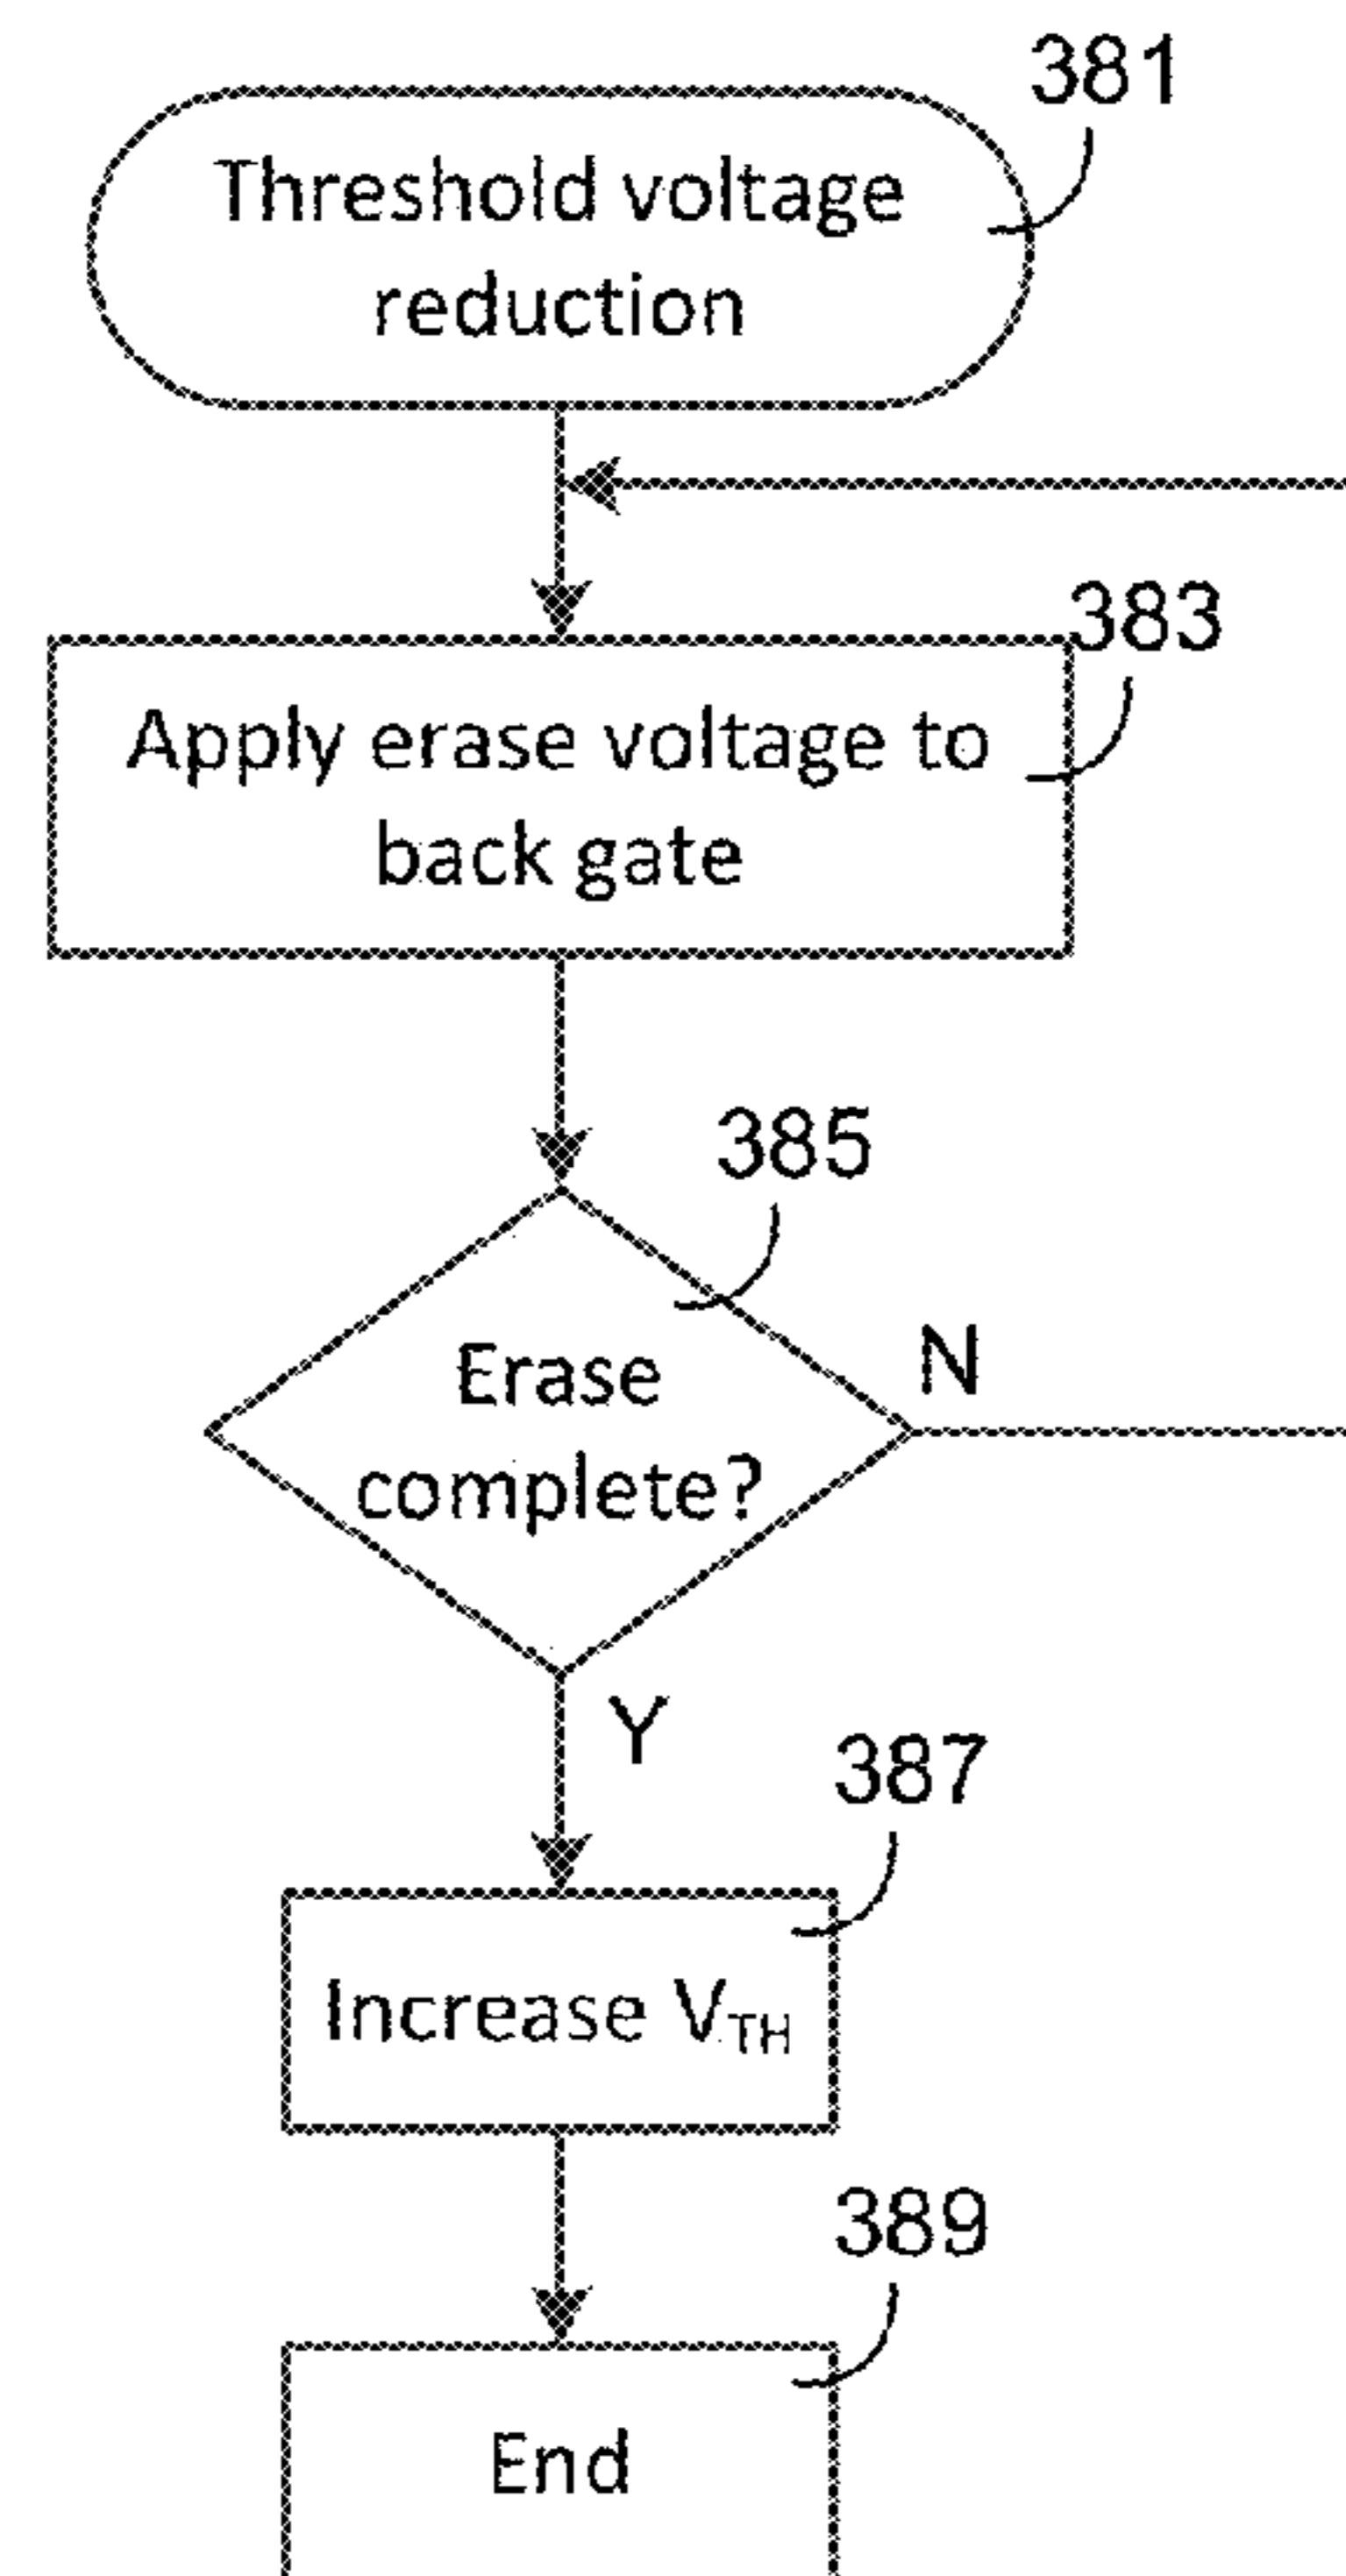 381
Threshold voltage
reduction
383
Apply erase voltage to
back gate
385
Erase
complete?
N
Y
387
Increase VTH
389
End